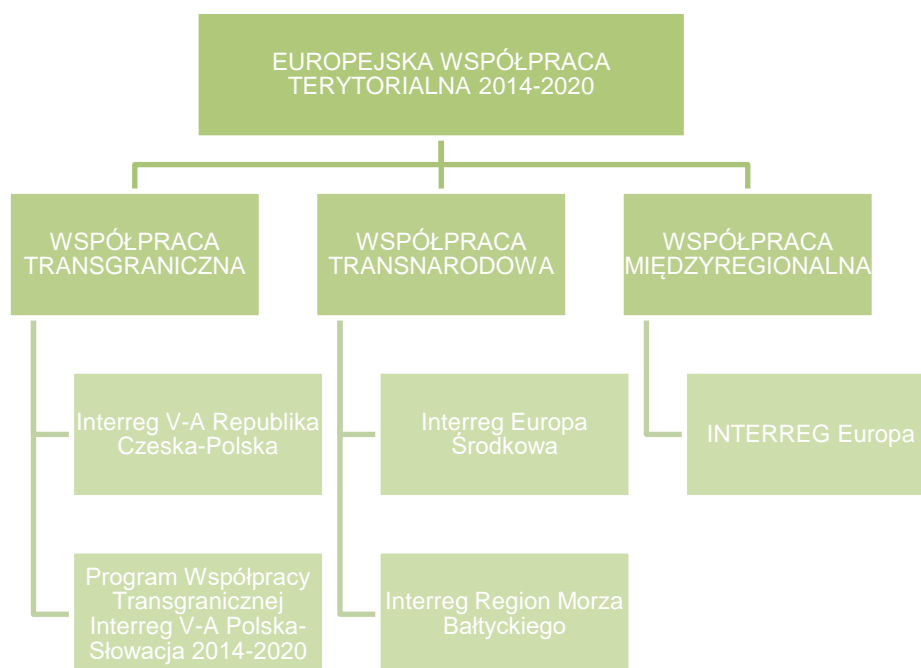 EUROPEJSKA WSPÓŁPRACA
TERYTORIALNA 2014-2020
WSPÓŁPRACA
TRANSGRANICZNA
WSPÓŁPRACA
TRANSNARODOWA
WSPÓŁPRACA
MIĘDZYREGIONALNA
Interreg V-A Republika
Czeska-Polska
Interreg Europa
Środkowa
INTERREG Europa
Program Współpracy
Transgranicznej
Interreg V-A Polska-
Słowacja 2014-2020
Interreg Region Morza
Bałtyckiego